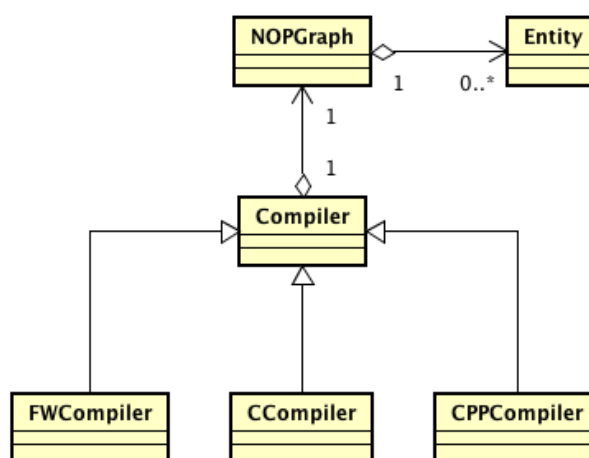 NOPGraph
Entity
1
0..*
1
1
Compiler
FWCompiler
CCompiler
CPPCompiler